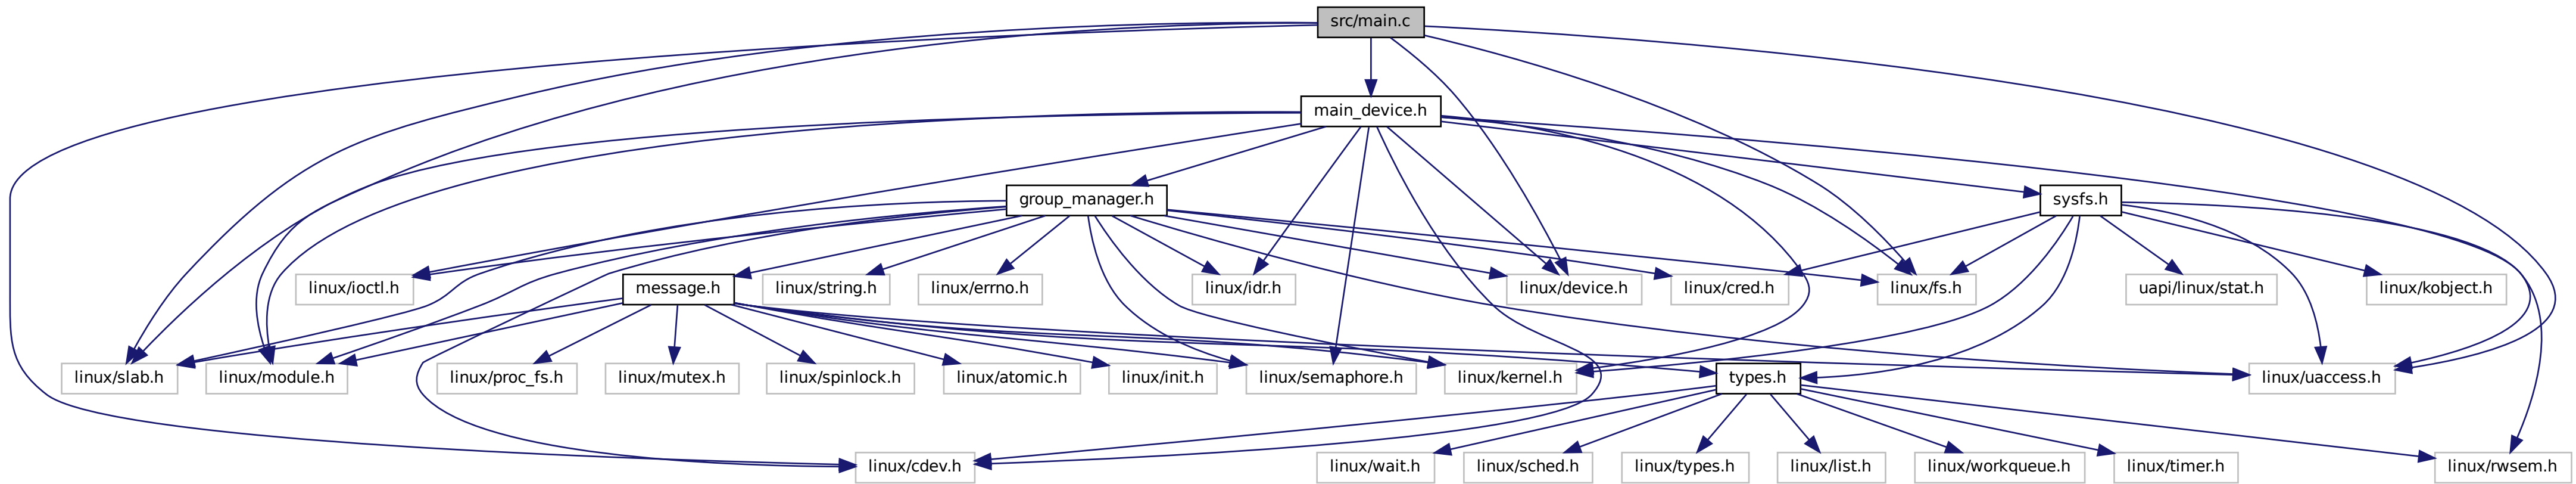 src/main.c
main_device.h
group_manager.h
sysfs.h
linux/ioctl.h
message.h
linux/string.h
linux/errno.h
linux/idr.h
linux/device.h
linux/cred.h
linux/fs.h
uapi/linux/stat.h
linux/kobject.h
linux/slab.h
linux/module.h
linux/proc_fs.h
linux/mutex.h
linux/spinlock.h
linux/atomic.h
linux/init.h
linux/semaphore.h
linux/kernel.h
types.h
linux/uaccess.h
linux/cdev.h
linux/wait.h
linux/sched.h
linux/types.h
linux/list.h
linux/workqueue.h
linux/timer.h
linux/rwsem.h